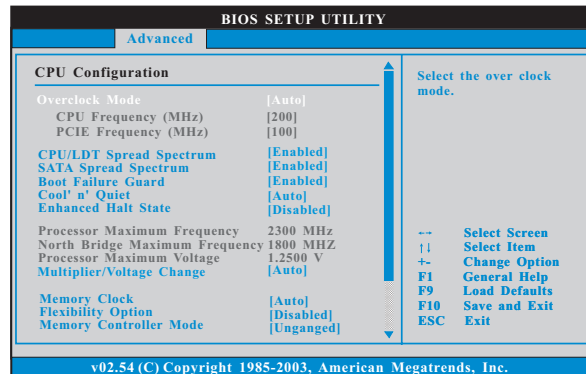 BIOS SETUP UTILITY
Advanced
CPU Configuration
Overclock Mode [Auto]
CPU Frequency (MHz) [200]
PCIE Frequency (MHz) [100]
CPU/LDT Spread Spectrum [Enabled]
SATA Spread Spectrum [Enabled]
Boot Failure Guard [Enabled]
Cool' n' Quiet [Auto]
Enhanced Halt State [Disabled]
Processor Maximum Frequency 2300 MHz
North Bridge Maximum Frequency 1800 MHZ
Processor Maximum Voltage 1.2500 V
Multiplier/Voltage Change [Auto]
Memory Clock [Auto]
Flexibility Option [Disabled]
Memory Controller Mode [Unganged]
Select the over clock
mode.
←→ Select Screen
↑↓ Select Item
+- Change Option
F1 General Help
F9 Load Defaults
F10 Save and Exit
ESC Exit
v02.54 (C) Copyright 1985-2003, American Megatrends, Inc.